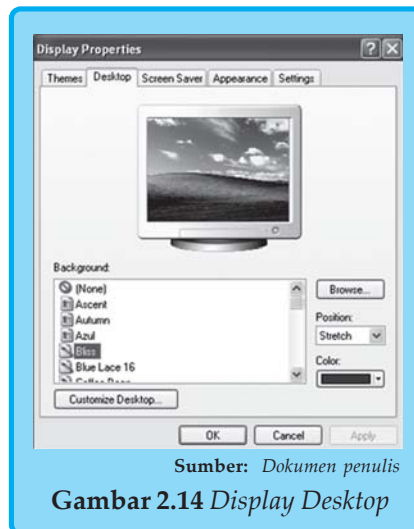 Display Properties
Themes Desktop Screen Saver Appearance Settings
Background:
(None)
Ascent
Autumn
Azul
Bliss
Blue Lace 16
Browse...
Position:
Stretch
Color:
Customize Desktop...
OK Cancel Apply
Sumber: Dokumen penulis
Gambar 2.14 Display Desktop